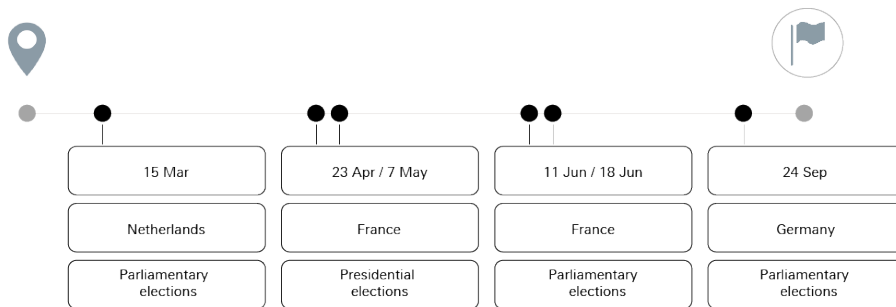 15 Mar
23 Apr / 7 May
11 Jun / 18 Jun
24 Sep
Netherlands
France
France
Germany
Parliamentary
elections
Presidential
elections
Parliamentary
elections
Parliamentary
elections